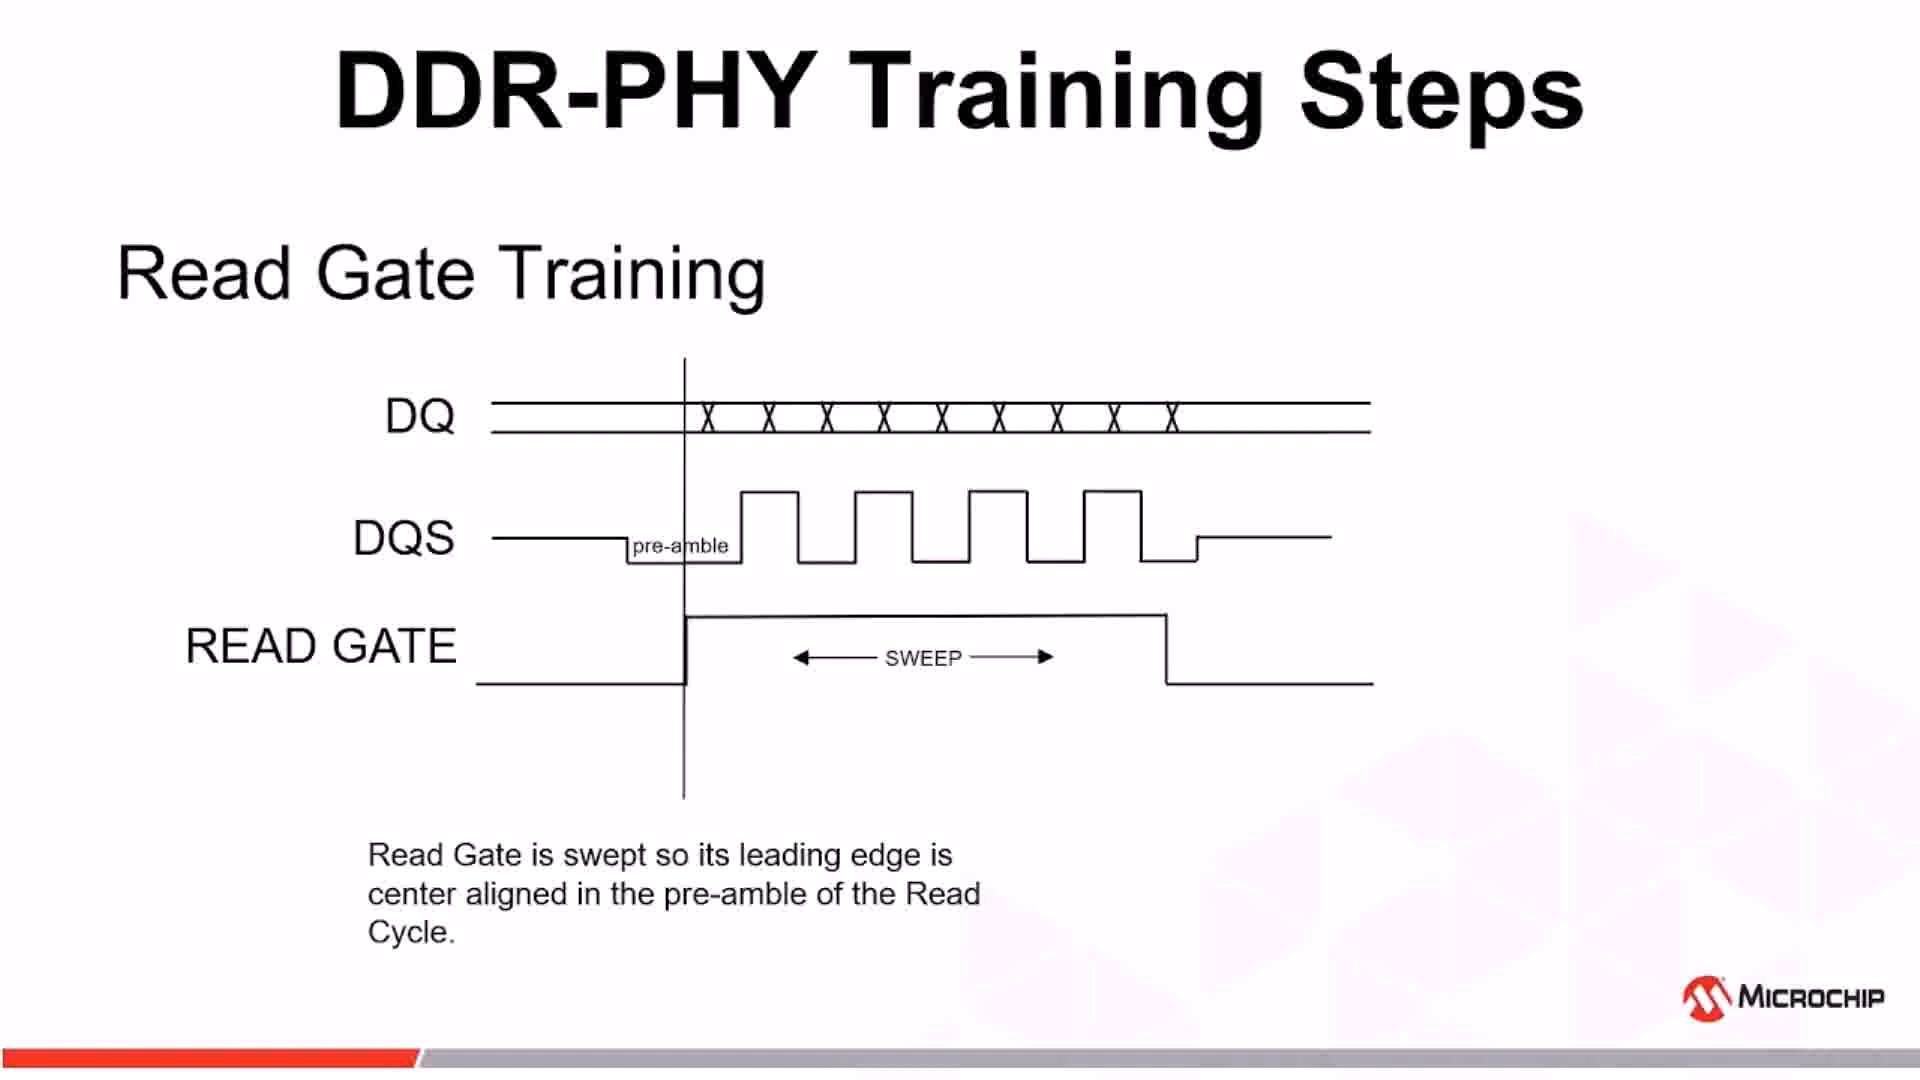 DDR-PHY Training Steps
Read Gate Training
DQ
DQS
pre-amble
READ GATE
SWEEP
Read Gate is swept so its leading edge is
center aligned in the pre-amble of the Read
Cycle.
MICROCHIP